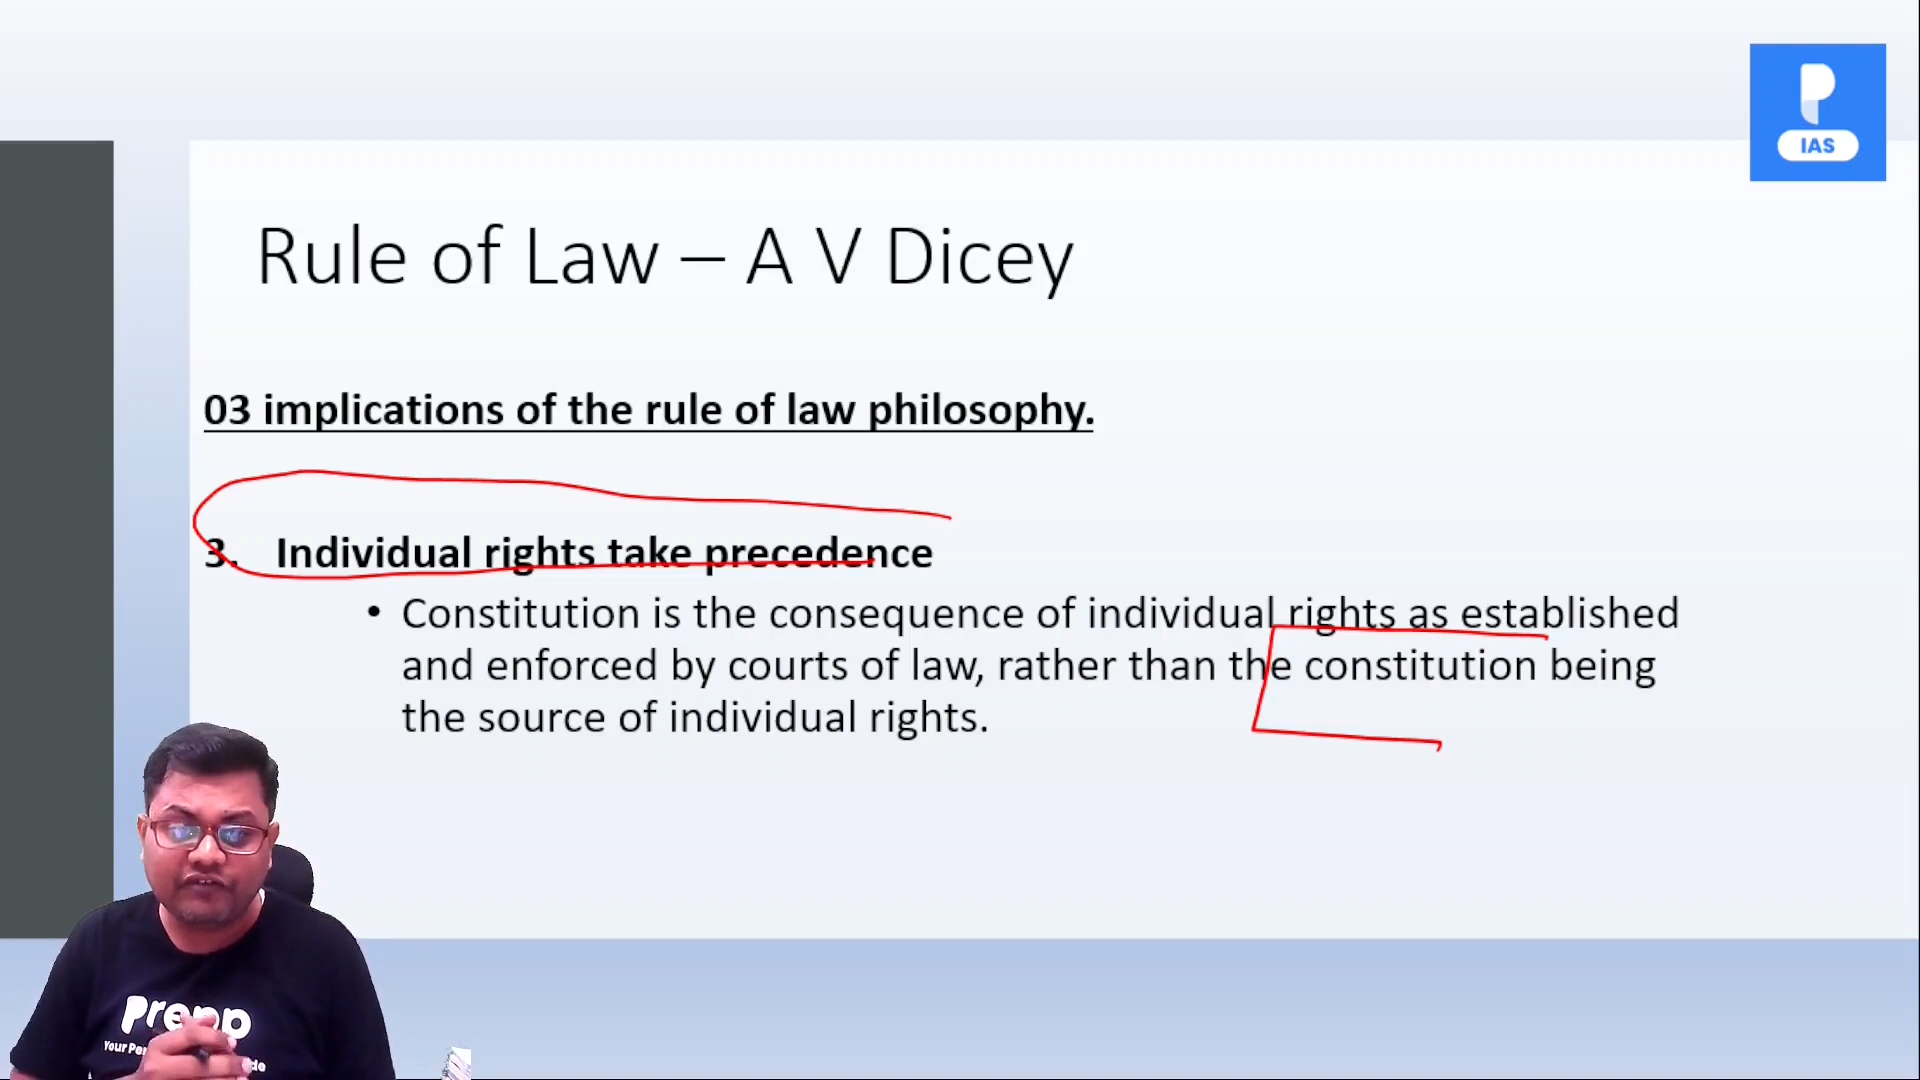 IAS
Rule of Law – A V Dicey
03 implications of the rule of law philosophy.
3. Individual rights take precedence
• Constitution is the consequence of individual rights as established
and enforced by courts of law, rather than the constitution being
the source of individual rights.
Prepp
Your